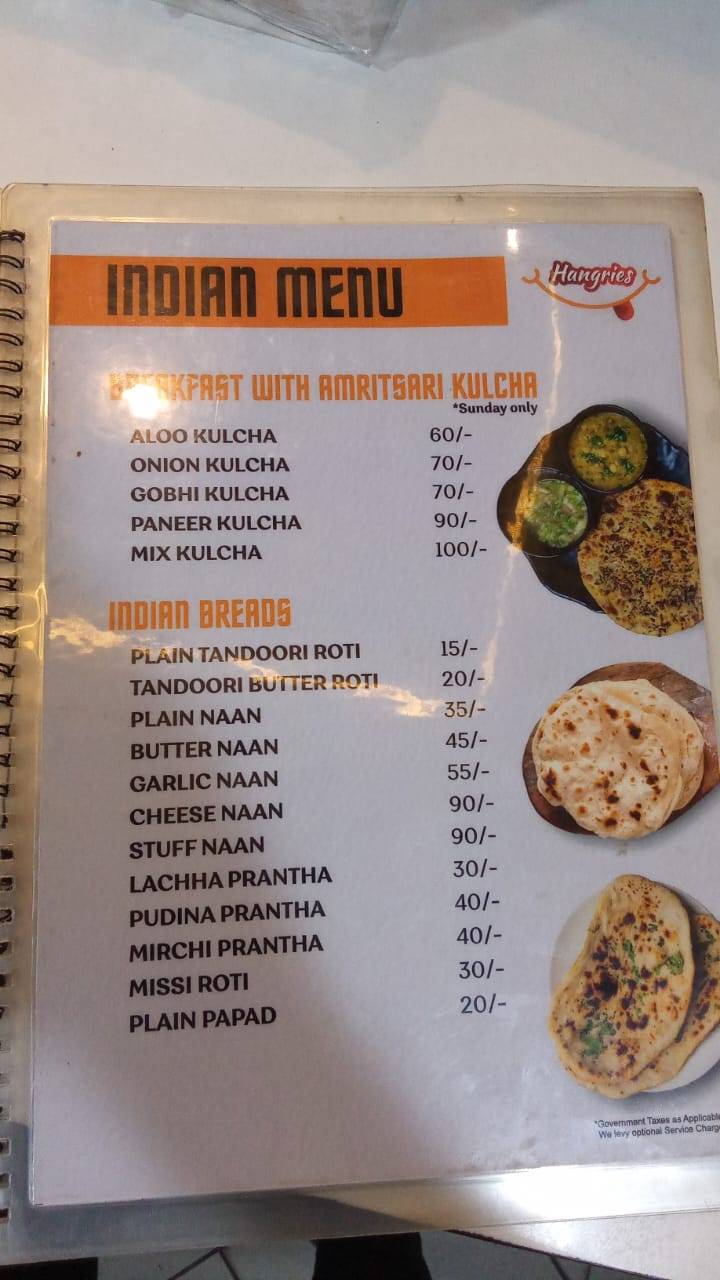 INDIAN MENU
Hangries
BREAKFAST WITH AMRITSARI KULCHA
*Sunday only
ALOO KULCHA 60/-
ONION KULCHA 70/-
GOBHI KULCHA 70/-
PANEER KULCHA 90/-
MIX KULCHA 100/-
INDIAN BREADS
PLAIN TANDOORI ROTI 15/-
TANDOORI BUTTER ROTI 20/-
PLAIN NAAN 35/-
BUTTER NAAN 45/-
GARLIC NAAN 55/-
CHEESE NAAN 90/-
STUFF NAAN 90/-
LACHHA PRANTHA 30/-
PUDINA PRANTHA 40/-
MIRCHI PRANTHA 40/-
MISSI ROTI 30/-
PLAIN PAPAD 20/-
*Government Taxes as Applicable
We levy optional Service Charg